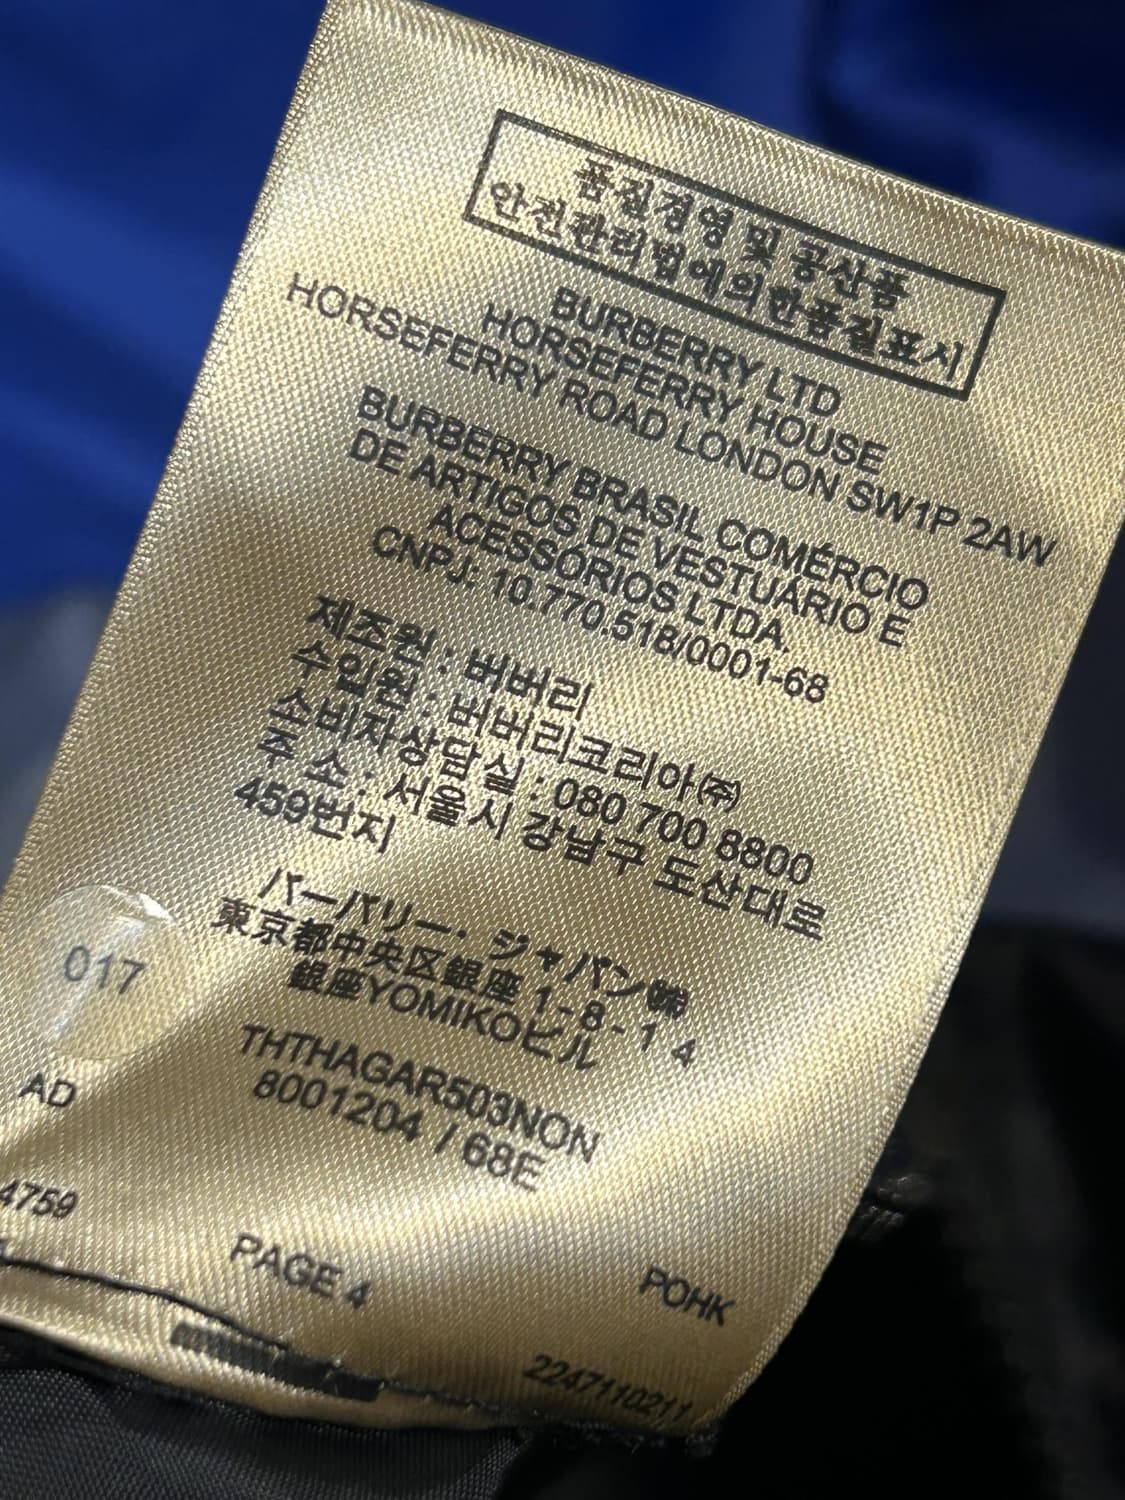 품질경영 및 공산품
안전관리법에의한품질표시
BURBERRY LTD
HORSEFERRY HOUSE
HORSEFERRY ROAD LONDON SW1P 2AW
BURBERRY BRASIL COMÉRCIO
DE ARTIGOS DE VESTUÁRIO E
ACESSÓRIOS LTDA.
CNPJ: 10.770.518/0001-68
제조원 : 버버리
수입원 : 버버리코리아㈜
소비자상담실 : 080 700 8800
주 소 : 서울시 강남구 도산대로
459번지
バーバリー・ジャパン㈱
東京都中央区銀座 1-8-14
銀座YOMIKOビル
017
THTHAGAR503NON
8001204 / 68E
AD
4759
PAGE 4
POHK
2247110211